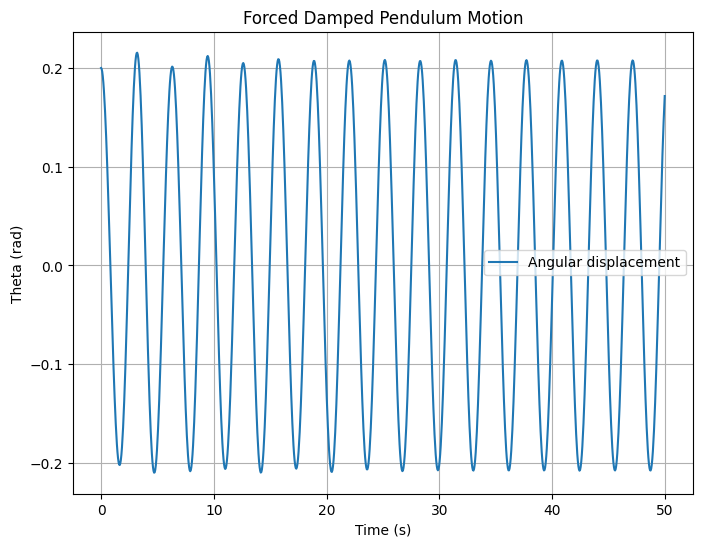 Forced Damped Pendulum Motion
Theta (rad)
0.2
0.1
0.0
−0.1
−0.2
Angular displacement
0 10 20 30 40 50
Time (s)